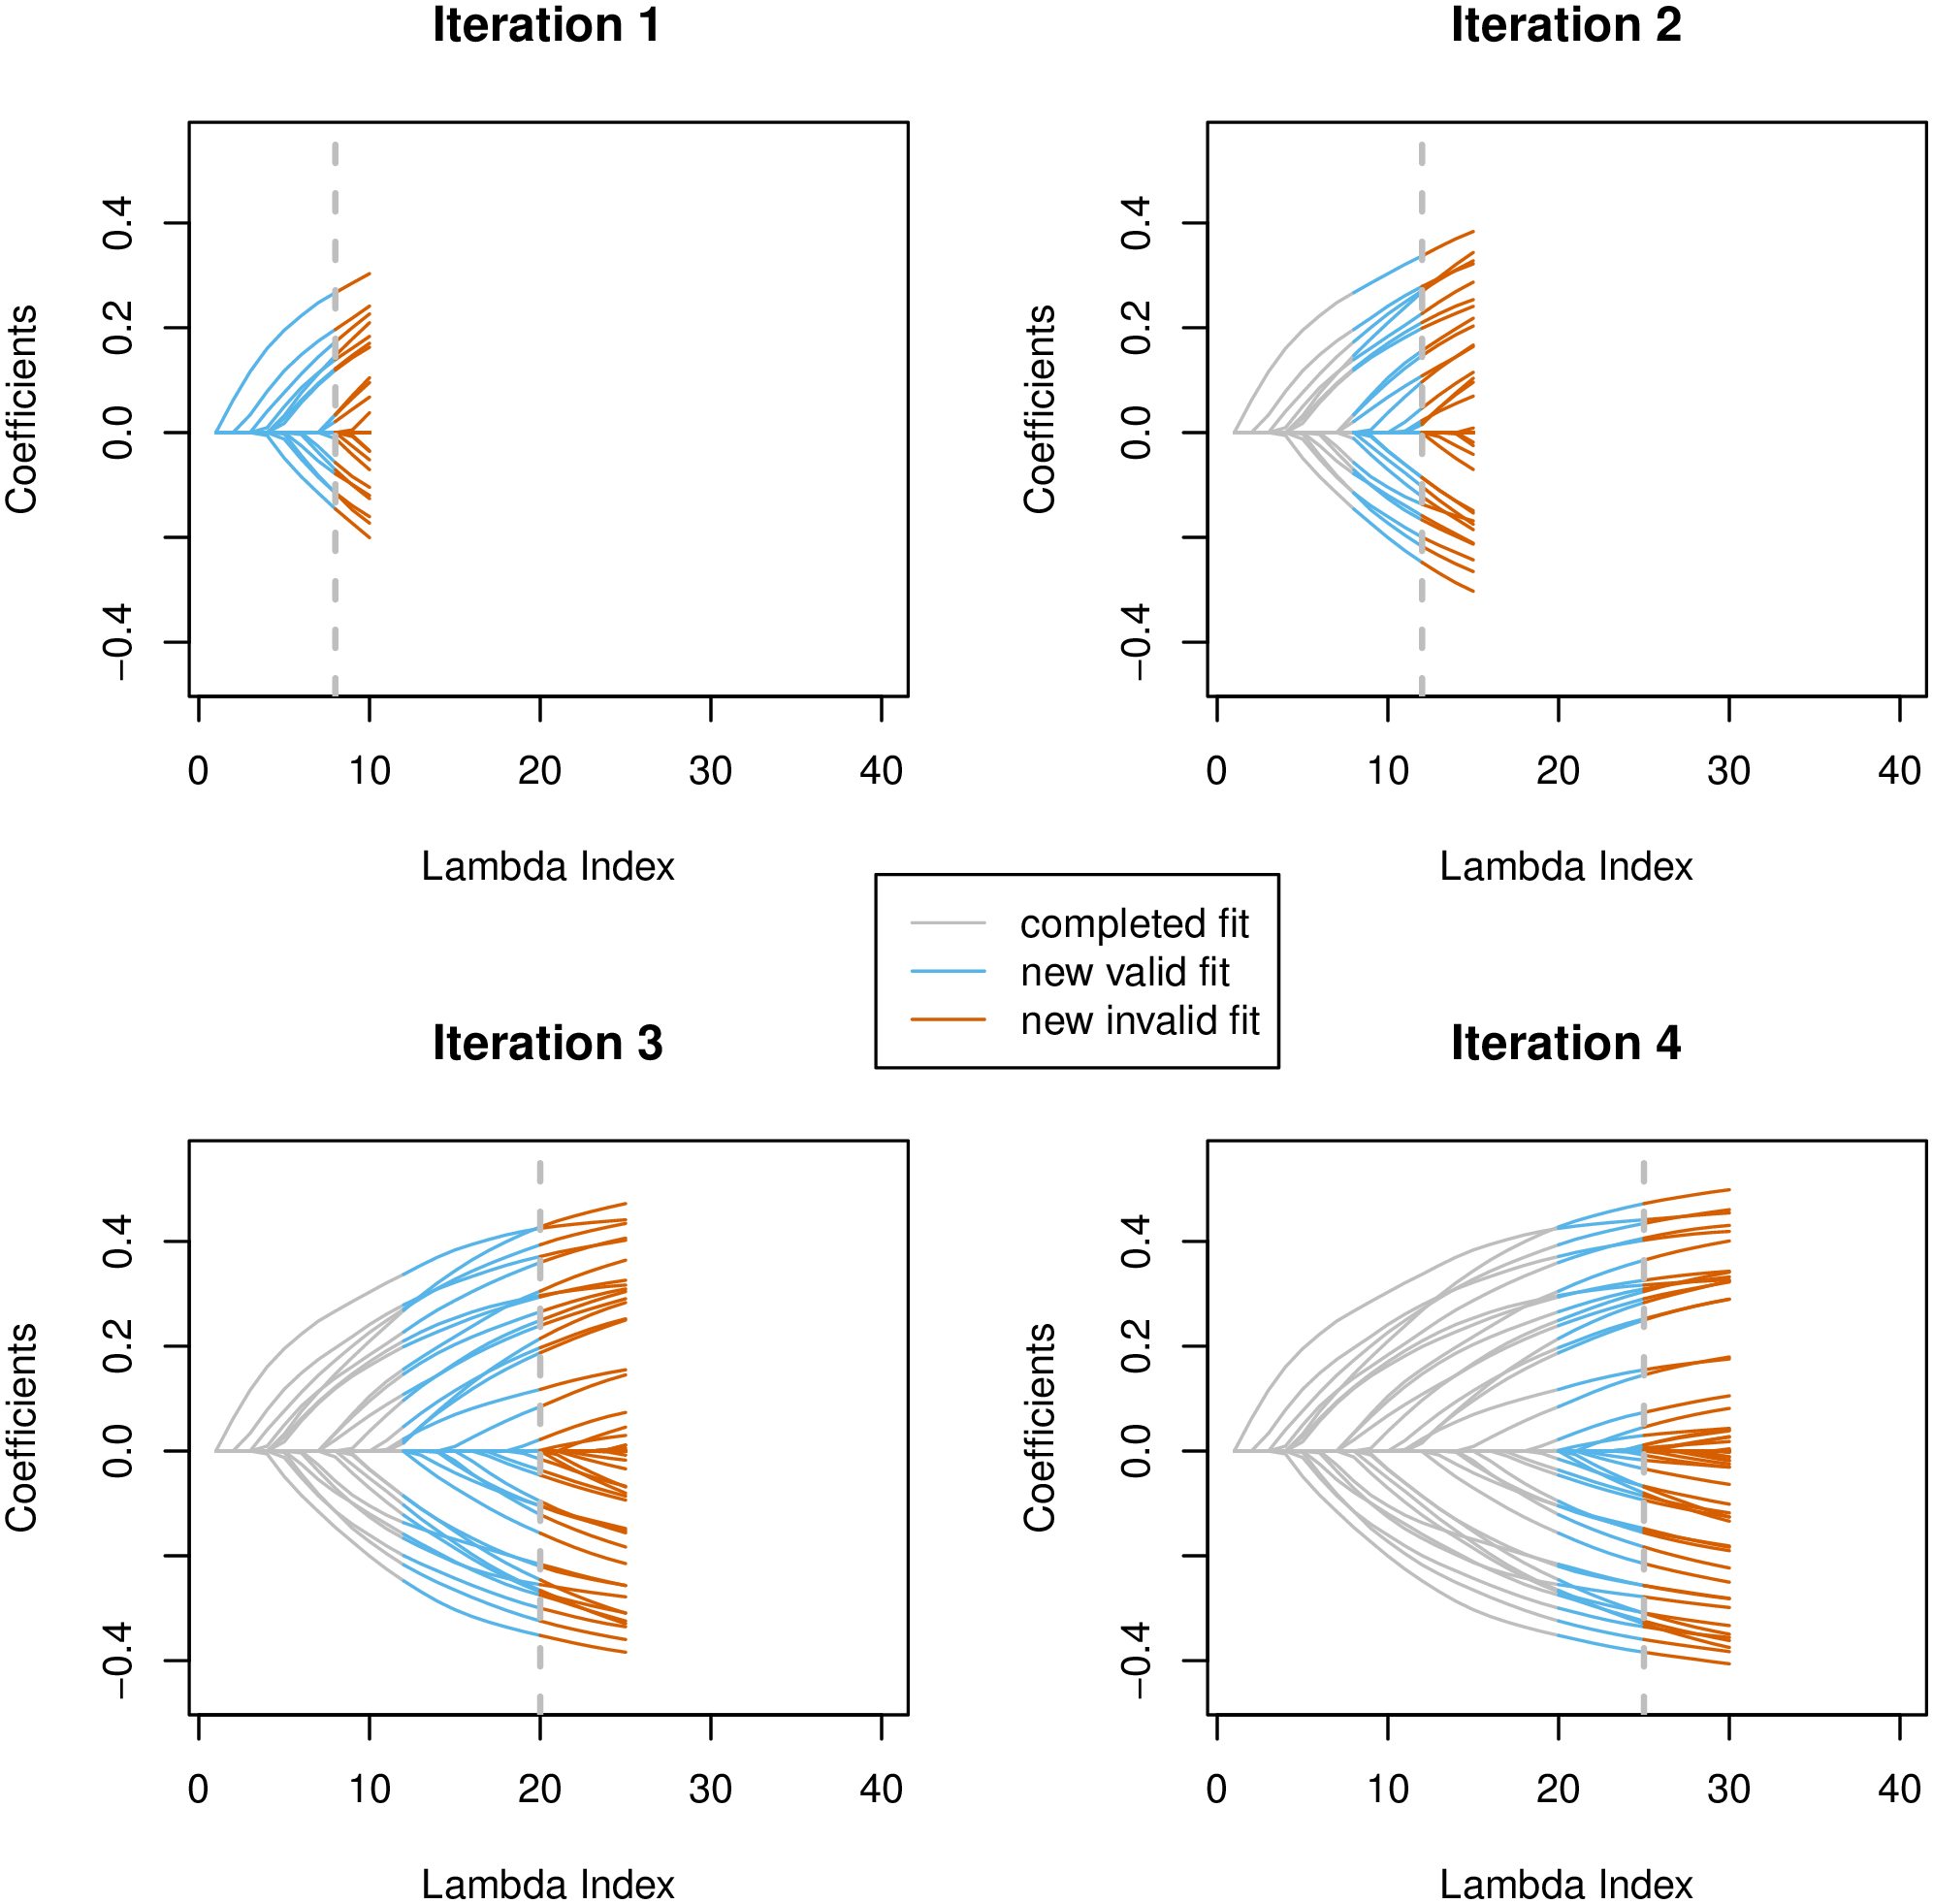 Iteration 1
Coefficients
−0.4 0.0 0.2 0.4
0 10 20 30 40
Lambda Index
Iteration 2
Coefficients
−0.4 0.0 0.2 0.4
0 10 20 30 40
Lambda Index
completed fit
new valid fit
new invalid fit
Iteration 3
Coefficients
−0.4 0.0 0.2 0.4
0 10 20 30 40
Lambda Index
Iteration 4
Coefficients
−0.4 0.0 0.2 0.4
0 10 20 30 40
Lambda Index